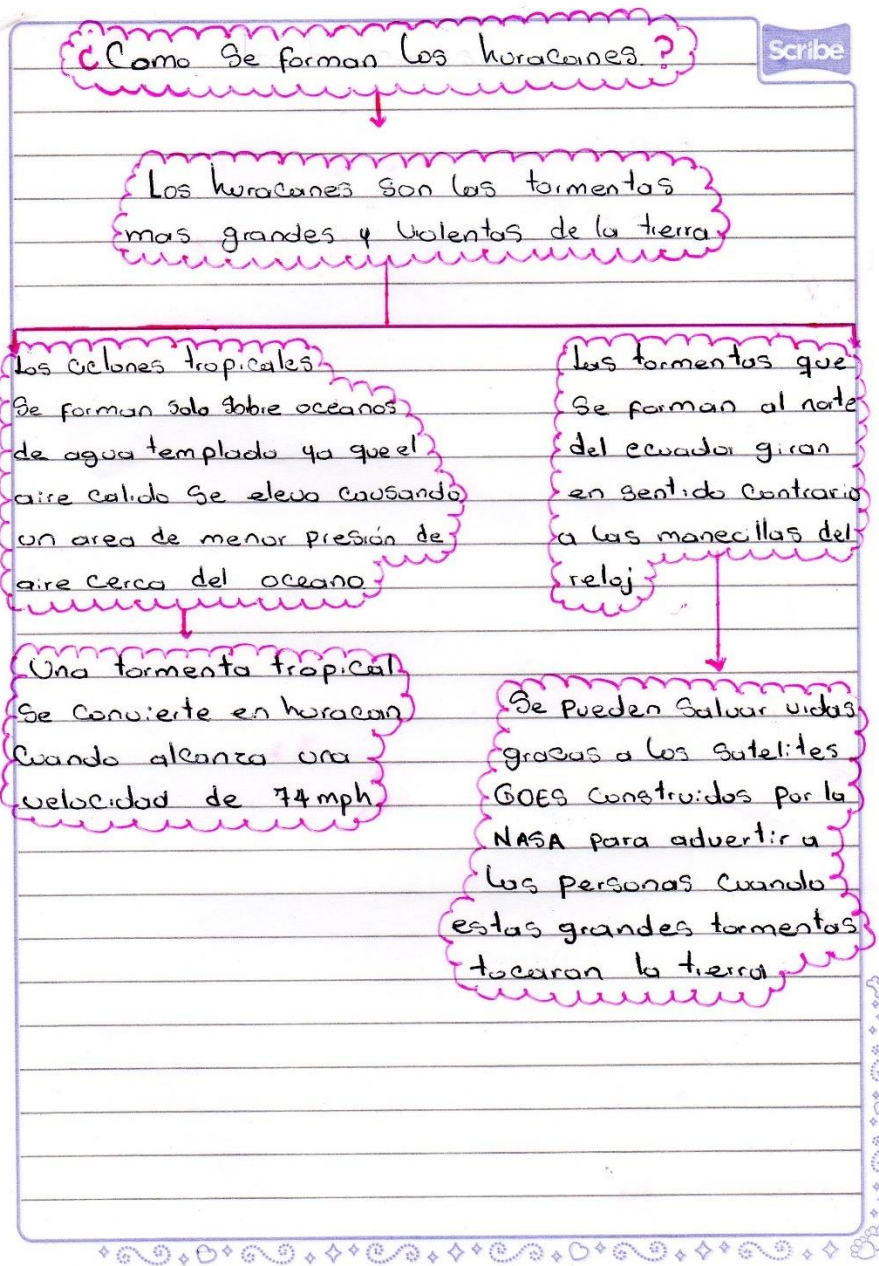 ¿Como Se forman los huracanes?
Scribe
Los huracanes son las tormentas
mas grandes y violentas de la tierra
Los ciclones tropicales
Se forman solo sobre oceanos
de agua templada ya que el
aire calido Se eleva causando
un area de menor presión de
aire cerca del oceano
Una tormenta tropical
Se convierte en huracan
Cuando alcanza una
velocidad de 74 mph
Las tormentas que
Se forman al norte
del ecuador giran
en sentido contrario
a las manecillas del
reloj
Se pueden Salvar vidas
gracias a los Satelites
GOES construidos por la
NASA para advertir a
las personas cuando
estas grandes tormentas
tocaran la tierra